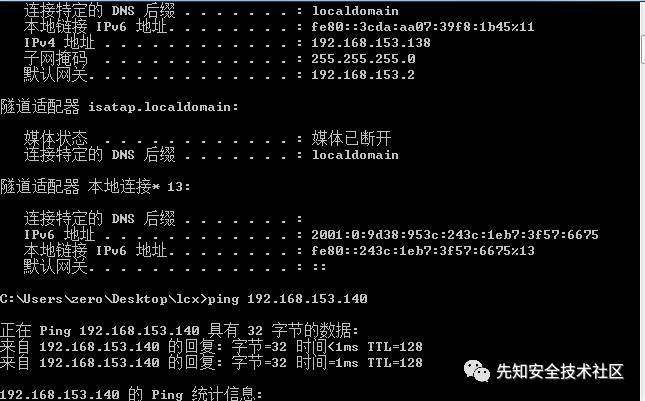 连接特定的 DNS 后缀 . . . . . . . : localdomain
本地链接 IPv6 地址. . . . . . . . : fe80::3cda:aa07:39f8:1b45%11
IPv4 地址 . . . . . . . . . . . . : 192.168.153.138
子网掩码 . . . . . . . . . . . . : 255.255.255.0
默认网关. . . . . . . . . . . . . : 192.168.153.2
隧道适配器 isatap.localdomain:
媒体状态 . . . . . . . . . . . . : 媒体已断开
连接特定的 DNS 后缀 . . . . . . . : localdomain
隧道适配器 本地连接* 13:
连接特定的 DNS 后缀 . . . . . . . :
IPv6 地址 . . . . . . . . . . . . : 2001:0:9d38:953c:243c:1eb7:3f57:6675
本地链接 IPv6 地址. . . . . . . . : fe80::243c:1eb7:3f57:6675%13
默认网关. . . . . . . . . . . . . : ::
C:\Users\zero\Desktop\lcx>ping 192.168.153.140
正在 Ping 192.168.153.140 具有 32 字节的数据:
来自 192.168.153.140 的回复: 字节=32 时间<1ms TTL=128
来自 192.168.153.140 的回复: 字节=32 时间=1ms TTL=128
先知安全技术社区
192.168.153.140 的 Ping 统计信息: